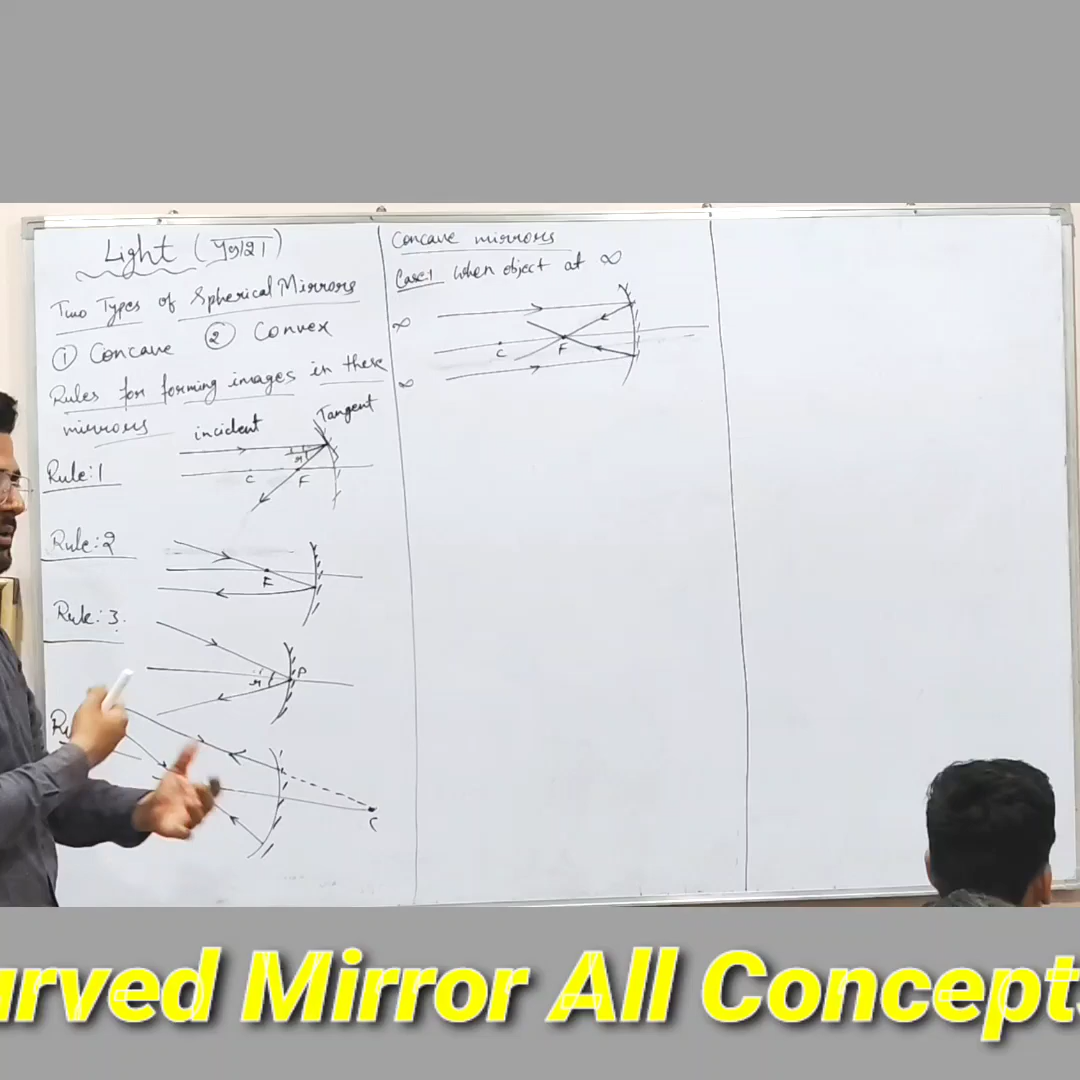 Light (प्रकाश)
Two Types of Spherical Mirrors
① Concave ② Convex
Rules for forming images in these
mirrors
incident
Tangent
Rule:1
r
C
F
Rule:2
F
Rule:3.
i
r
P
C
Concave mirrors
Case:1 When object at ∞
∞
C
F
∞
urved Mirror All Concept